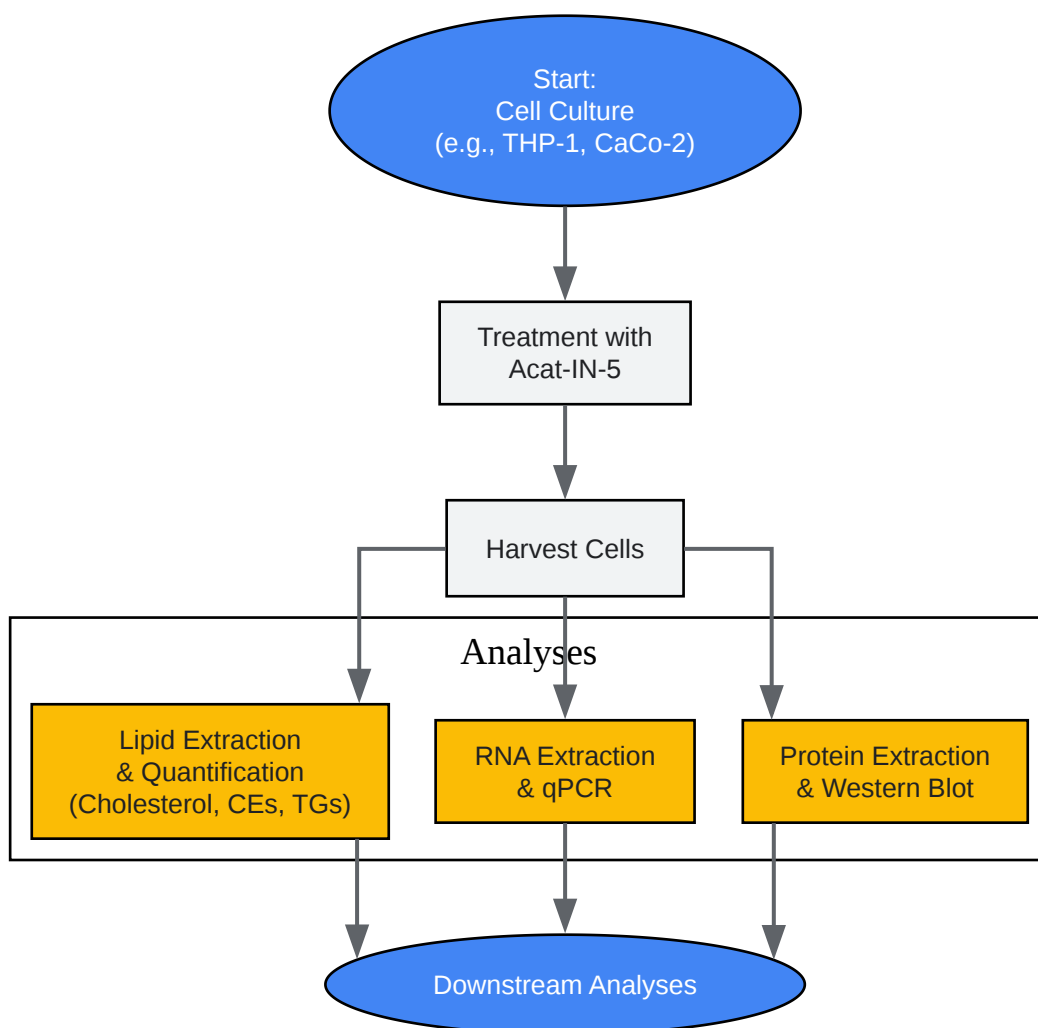 Start:
Cell Culture
(e.g., THP-1, CaCo-2)
Treatment with
Acat-IN-5
Harvest Cells
Analyses
Lipid Extraction
& Quantification
(Cholesterol, CEs, TGs)
RNA Extraction
& qPCR
Protein Extraction
& Western Blot
Downstream Analyses